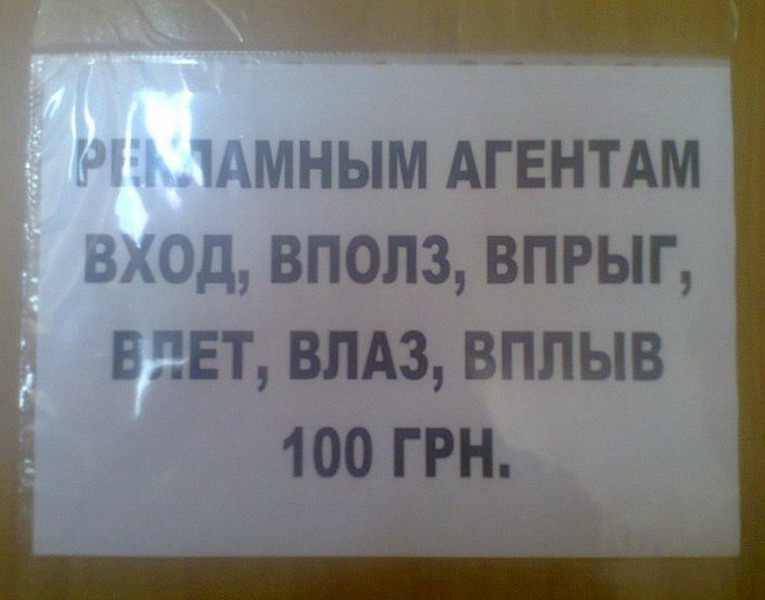 РЕКЛАМНЫМ АГЕНТАМ
ВХОД, ВПОЛЗ, ВПРЫГ,
ВЛЕТ, ВЛАЗ, ВПЛЫВ
100 ГРН.